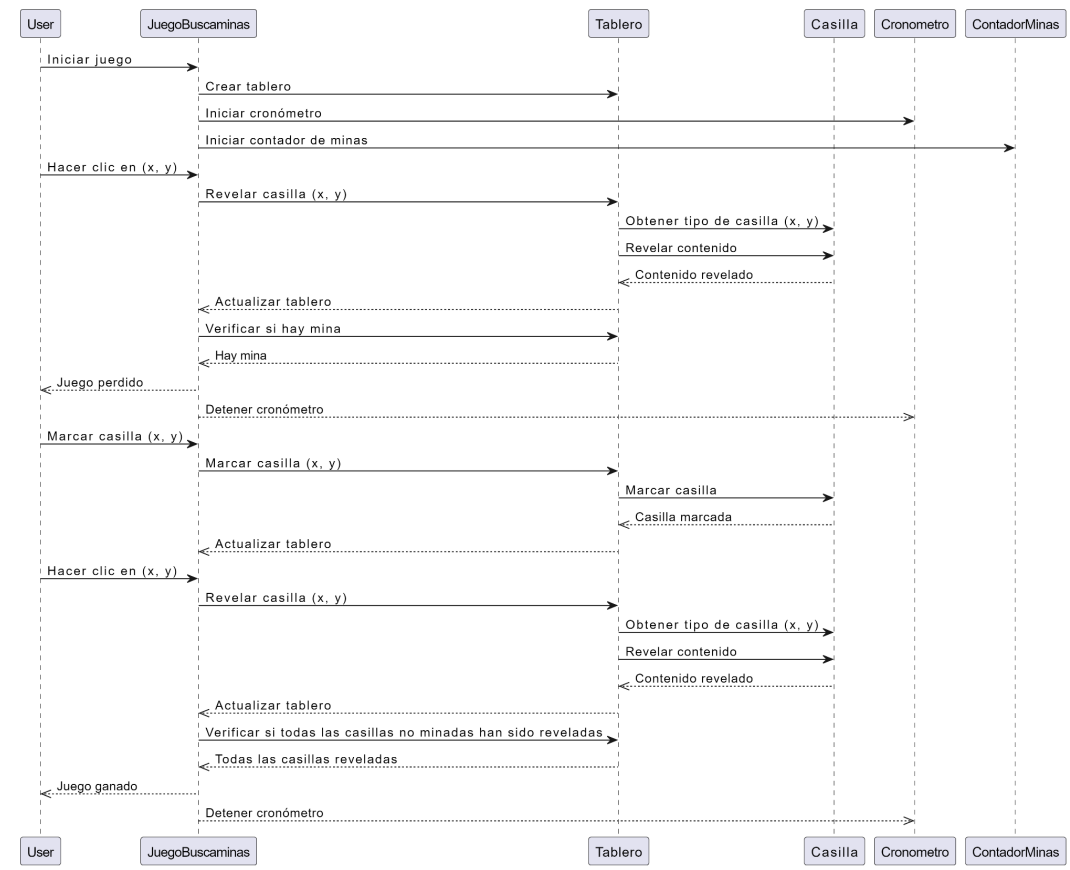 User JuegoBuscaminas Tablero Casilla Cronometro ContadorMinas
Iniciar juego
Crear tablero
Iniciar cronómetro
Iniciar contador de minas
Hacer clic en (x, y)
Revelar casilla (x, y)
Obtener tipo de casilla (x, y)
Revelar contenido
Contenido revelado
Actualizar tablero
Verificar si hay mina
Hay mina
Juego perdido
Detener cronómetro
Marcar casilla (x, y)
Marcar casilla (x, y)
Marcar casilla
Casilla marcada
Actualizar tablero
Hacer clic en (x, y)
Revelar casilla (x, y)
Obtener tipo de casilla (x, y)
Revelar contenido
Contenido revelado
Actualizar tablero
Verificar si todas las casillas no minadas han sido reveladas
Todas las casillas reveladas
Juego ganado
Detener cronómetro
User JuegoBuscaminas Tablero Casilla Cronometro ContadorMinas